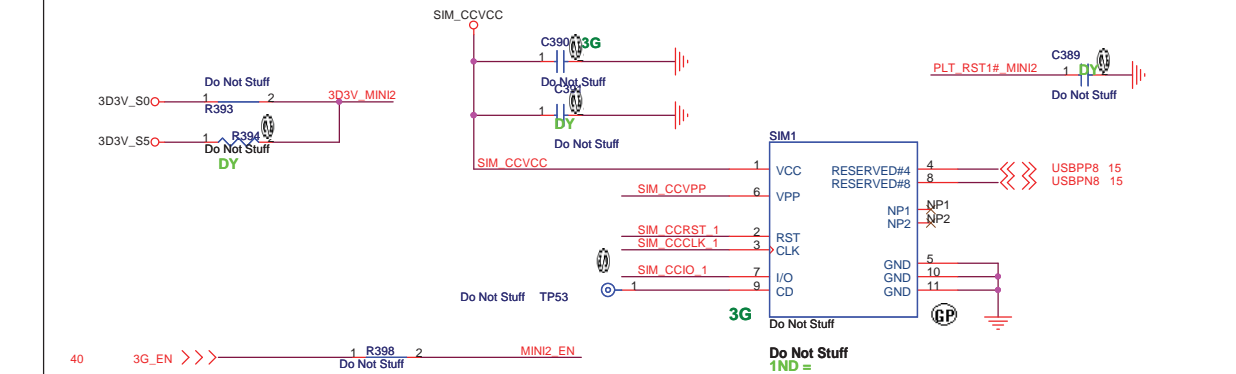 SIM_CCVCC
C390 3G
1
Do Not Stuff
C391
1
DY
Do Not Stuff
C389
PLT_RST1#_MINI2 1 DY
Do Not Stuff
Do Not Stuff
3D3V_S0 1 2 3D3V_MINI2
R393
3D3V_S5 1 R394
Do Not Stuff
DY
SIM1
SIM_CCVCC 1 VCC RESERVED#4 4 USBPP8 15
RESERVED#8 8 USBPN8 15
SIM_CCVPP 6 VPP
NP1 NP1
NP2 NP2
SIM_CCRST_1 2 RST
SIM_CCCLK_1 3 CLK
GND 5
SIM_CCIO_1 7 I/O GND 10
1 9 CD GND 11
Do Not Stuff TP53
3G
GP
Do Not Stuff
Do Not Stuff
1ND =
40 3G_EN 1 R398 2 MINI2_EN
Do Not Stuff